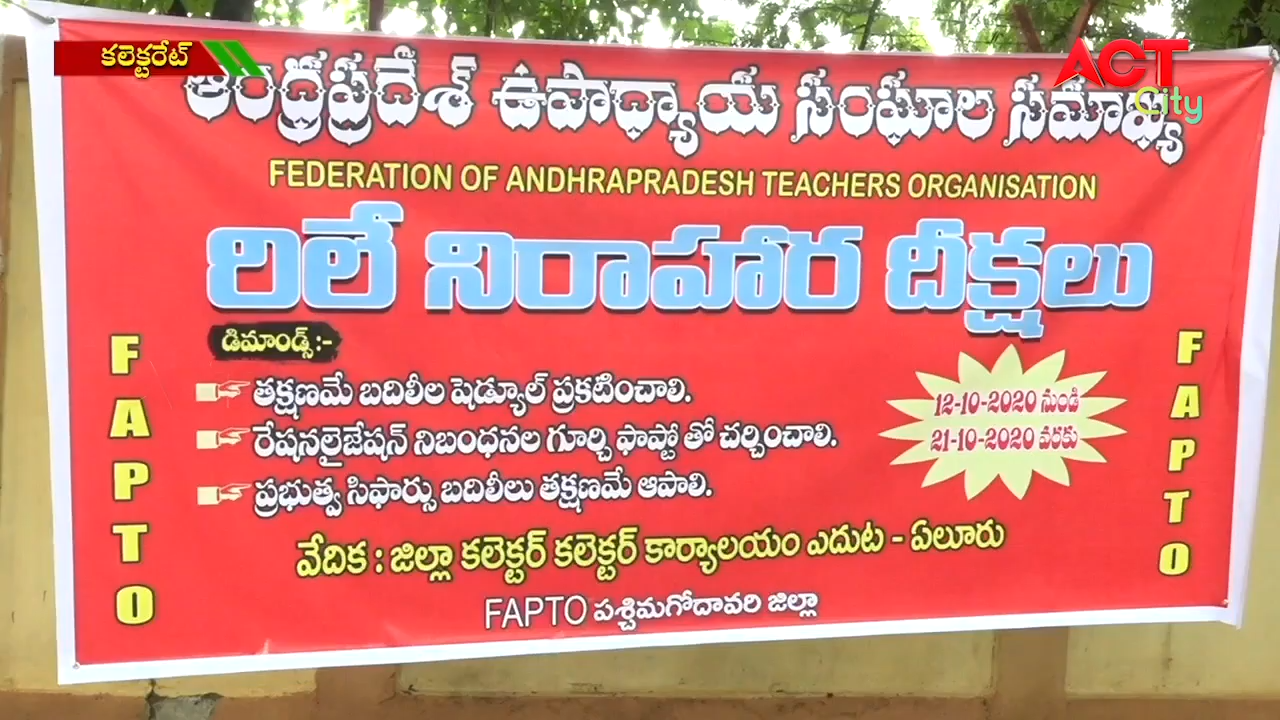 కలెక్టరేట్
ACT
City
ఆంధ్రప్రదేశ్ ఉపాధ్యాయ సంఘాల సమాఖ్య
FEDERATION OF ANDHRAPRADESH TEACHERS ORGANISATION
రిలే నిరాహార దీక్షలు
డిమాండ్స్:-
తక్షణమే బదిలీల షెడ్యూల్ ప్రకటించాలి.
రేషనలైజేషన్ నిబంధనల గూర్చి ఫాప్టో తో చర్చించాలి.
ప్రభుత్వ సిఫార్సు బదిలీలు తక్షణమే ఆపాలి.
12-10-2020 నుండి
21-10-2020 వరకు
వేదిక : జిల్లా కలెక్టర్ కలెక్టర్ కార్యాలయం ఎదుట - ఏలూరు
FAPTO పశ్చిమగోదావరి జిల్లా
FAPTO
FAPTO